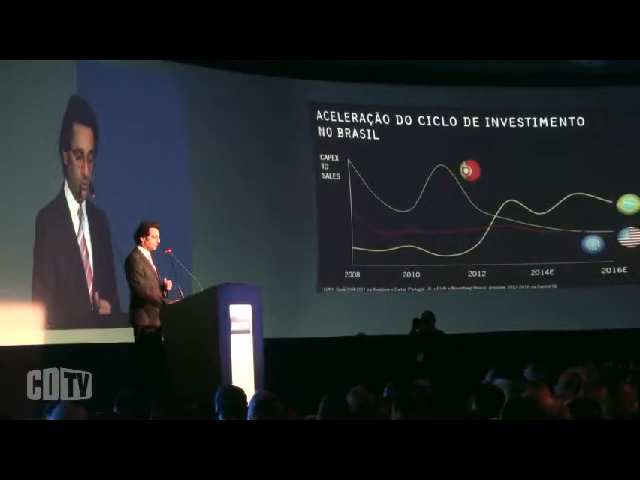 ACELERAÇÃO DO CICLO DE INVESTIMENTO
NO BRASIL
CAPEX
TO
SALES
2008
2010
2012
2014E
2016E
CDTV